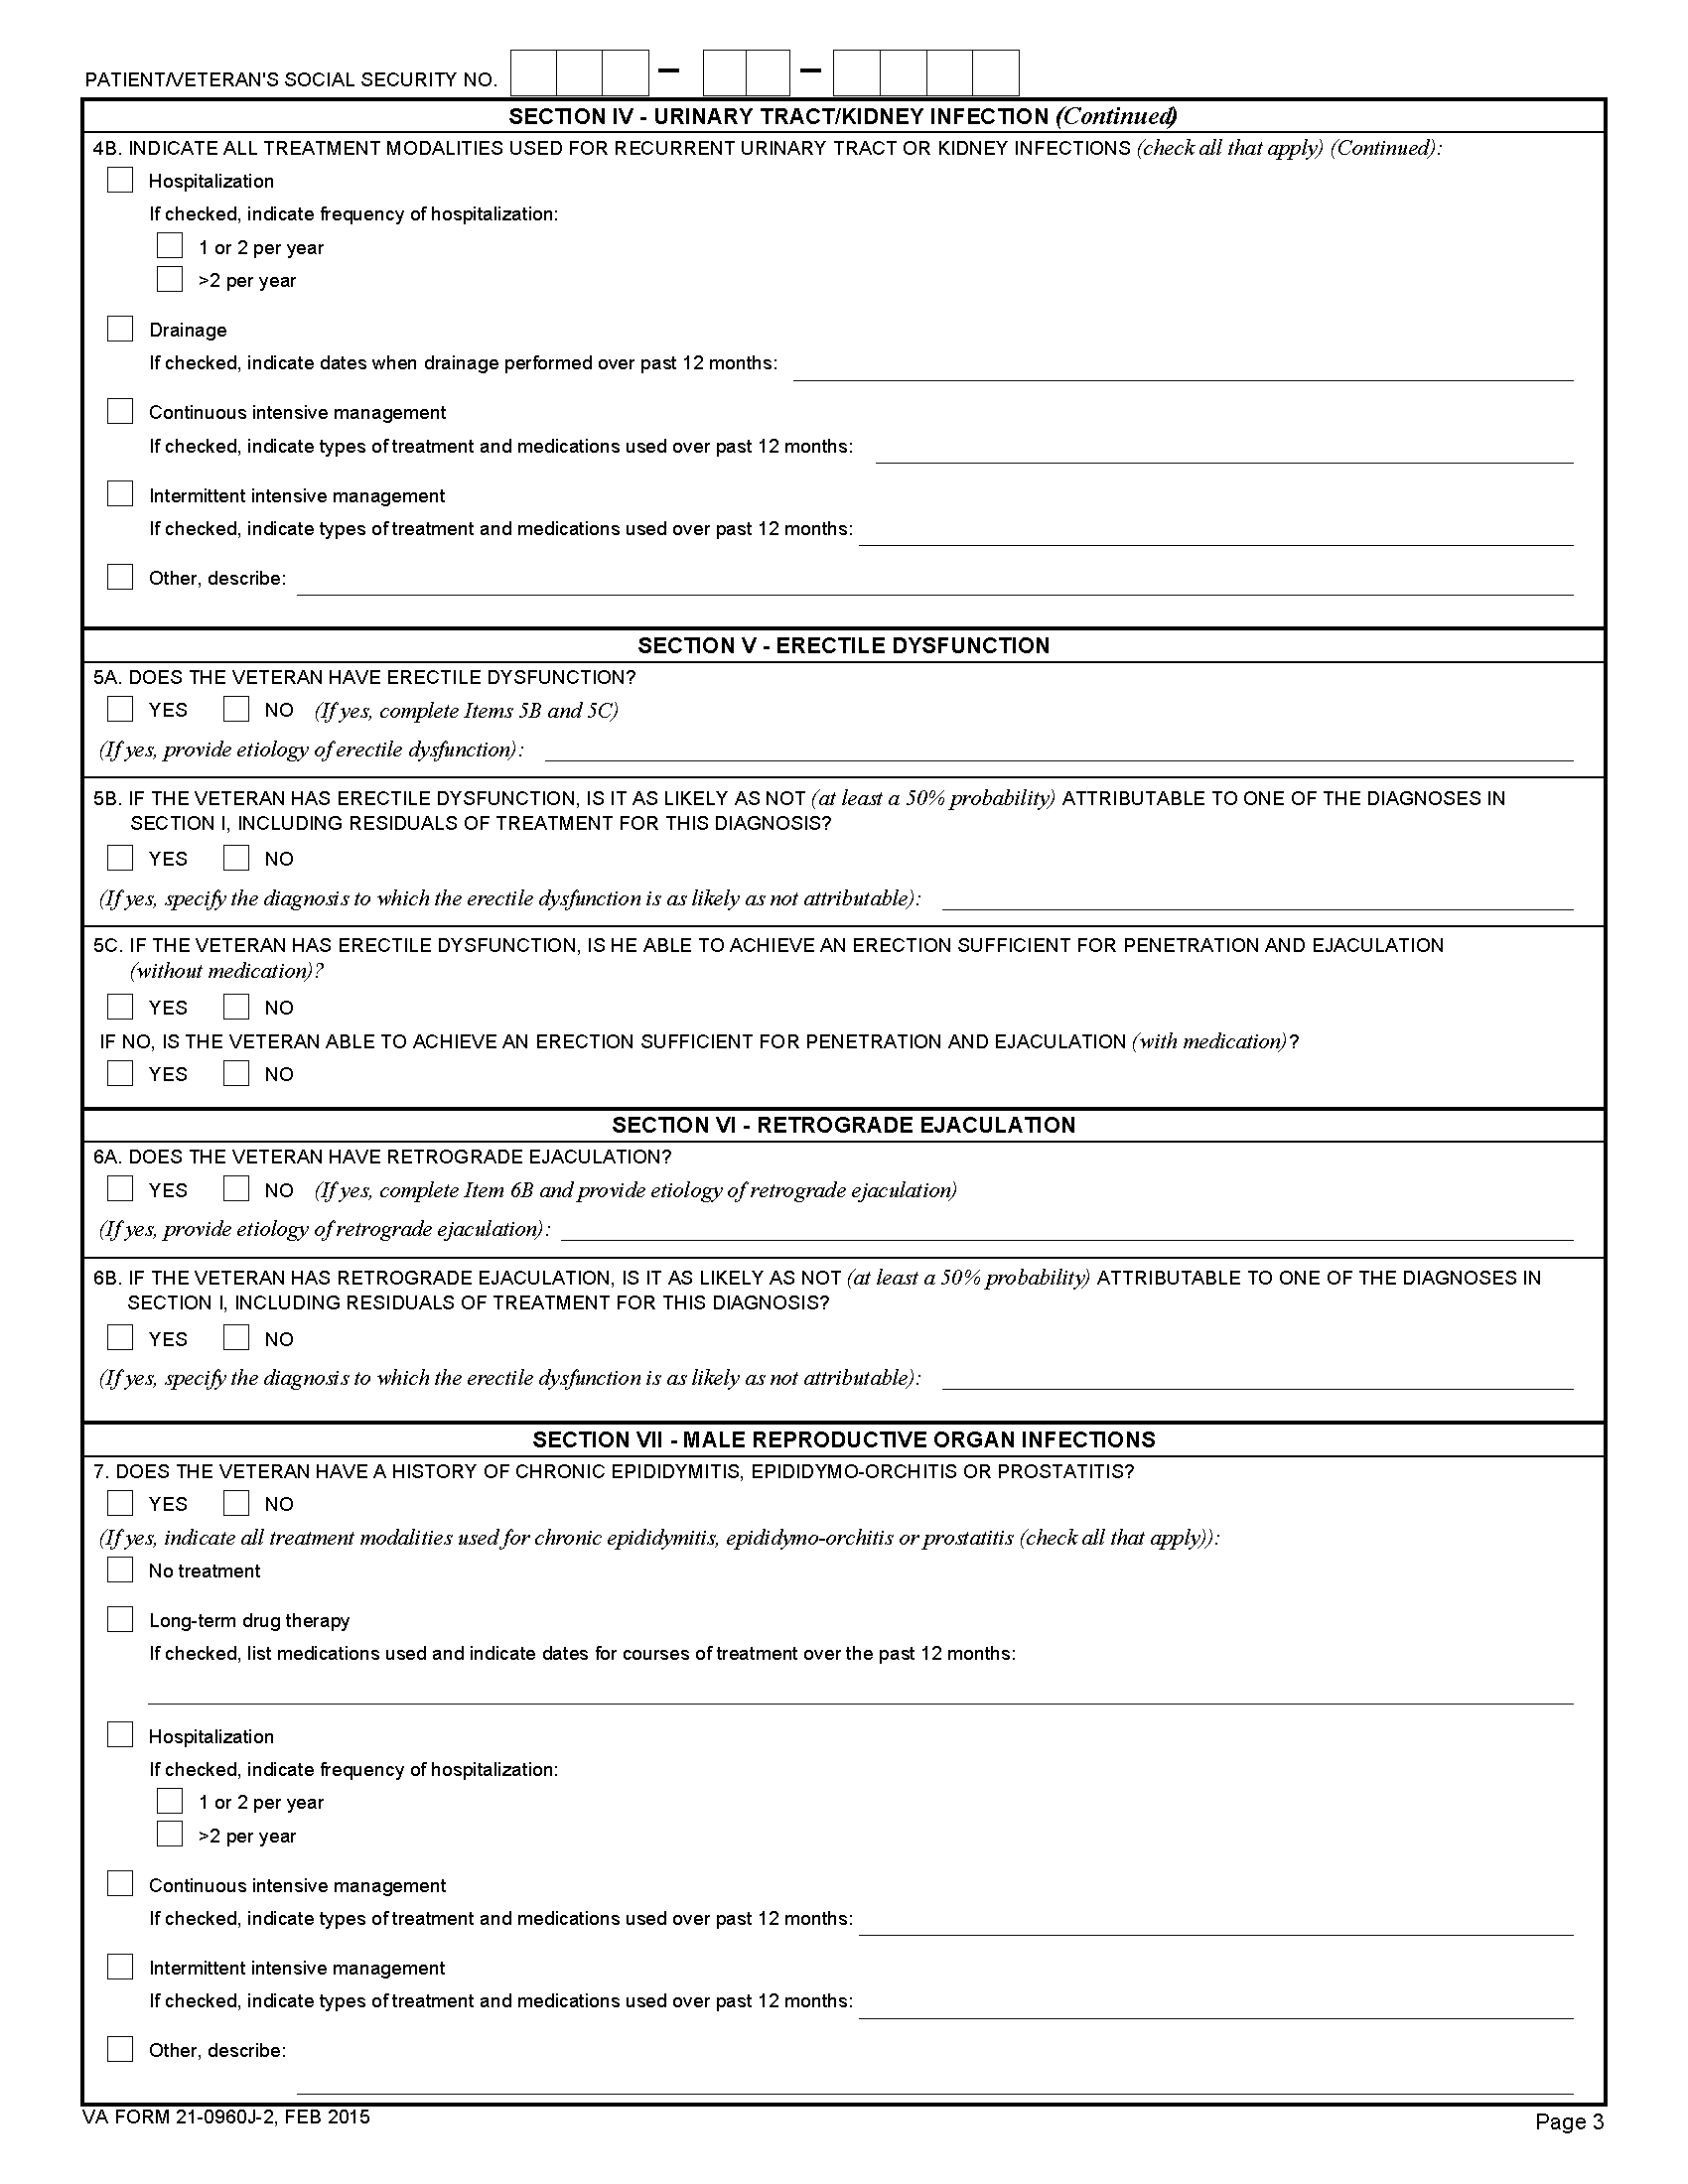 PATIENT/VETERAN'S SOCIAL SECURITY NO. – –
SECTION IV - URINARY TRACT/KIDNEY INFECTION (Continued)
4B. INDICATE ALL TREATMENT MODALITIES USED FOR RECURRENT URINARY TRACT OR KIDNEY INFECTIONS (check all that apply) (Continued):
Hospitalization
If checked, indicate frequency of hospitalization:
1 or 2 per year
>2 per year
Drainage
If checked, indicate dates when drainage performed over past 12 months:
Continuous intensive management
If checked, indicate types of treatment and medications used over past 12 months:
Intermittent intensive management
If checked, indicate types of treatment and medications used over past 12 months:
Other, describe:
SECTION V - ERECTILE DYSFUNCTION
5A. DOES THE VETERAN HAVE ERECTILE DYSFUNCTION?
YES NO (If yes, complete Items 5B and 5C)
(If yes, provide etiology of erectile dysfunction):
5B. IF THE VETERAN HAS ERECTILE DYSFUNCTION, IS IT AS LIKELY AS NOT (at least a 50% probability) ATTRIBUTABLE TO ONE OF THE DIAGNOSES IN
SECTION I, INCLUDING RESIDUALS OF TREATMENT FOR THIS DIAGNOSIS?
YES NO
(If yes, specify the diagnosis to which the erectile dysfunction is as likely as not attributable):
5C. IF THE VETERAN HAS ERECTILE DYSFUNCTION, IS HE ABLE TO ACHIEVE AN ERECTION SUFFICIENT FOR PENETRATION AND EJACULATION
(without medication)?
YES NO
IF NO, IS THE VETERAN ABLE TO ACHIEVE AN ERECTION SUFFICIENT FOR PENETRATION AND EJACULATION (with medication)?
YES NO
SECTION VI - RETROGRADE EJACULATION
6A. DOES THE VETERAN HAVE RETROGRADE EJACULATION?
YES NO (If yes, complete Item 6B and provide etiology of retrograde ejaculation)
(If yes, provide etiology of retrograde ejaculation):
6B. IF THE VETERAN HAS RETROGRADE EJACULATION, IS IT AS LIKELY AS NOT (at least a 50% probability) ATTRIBUTABLE TO ONE OF THE DIAGNOSES IN
SECTION I, INCLUDING RESIDUALS OF TREATMENT FOR THIS DIAGNOSIS?
YES NO
(If yes, specify the diagnosis to which the erectile dysfunction is as likely as not attributable):
SECTION VII - MALE REPRODUCTIVE ORGAN INFECTIONS
7. DOES THE VETERAN HAVE A HISTORY OF CHRONIC EPIDIDYMITIS, EPIDIDYMO-ORCHITIS OR PROSTATITIS?
YES NO
(If yes, indicate all treatment modalities used for chronic epididymitis, epididymo-orchitis or prostatitis (check all that apply)):
No treatment
Long-term drug therapy
If checked, list medications used and indicate dates for courses of treatment over the past 12 months:
Hospitalization
If checked, indicate frequency of hospitalization:
1 or 2 per year
>2 per year
Continuous intensive management
If checked, indicate types of treatment and medications used over past 12 months:
Intermittent intensive management
If checked, indicate types of treatment and medications used over past 12 months:
Other, describe:
VA FORM 21-0960J-2, FEB 2015
Page 3